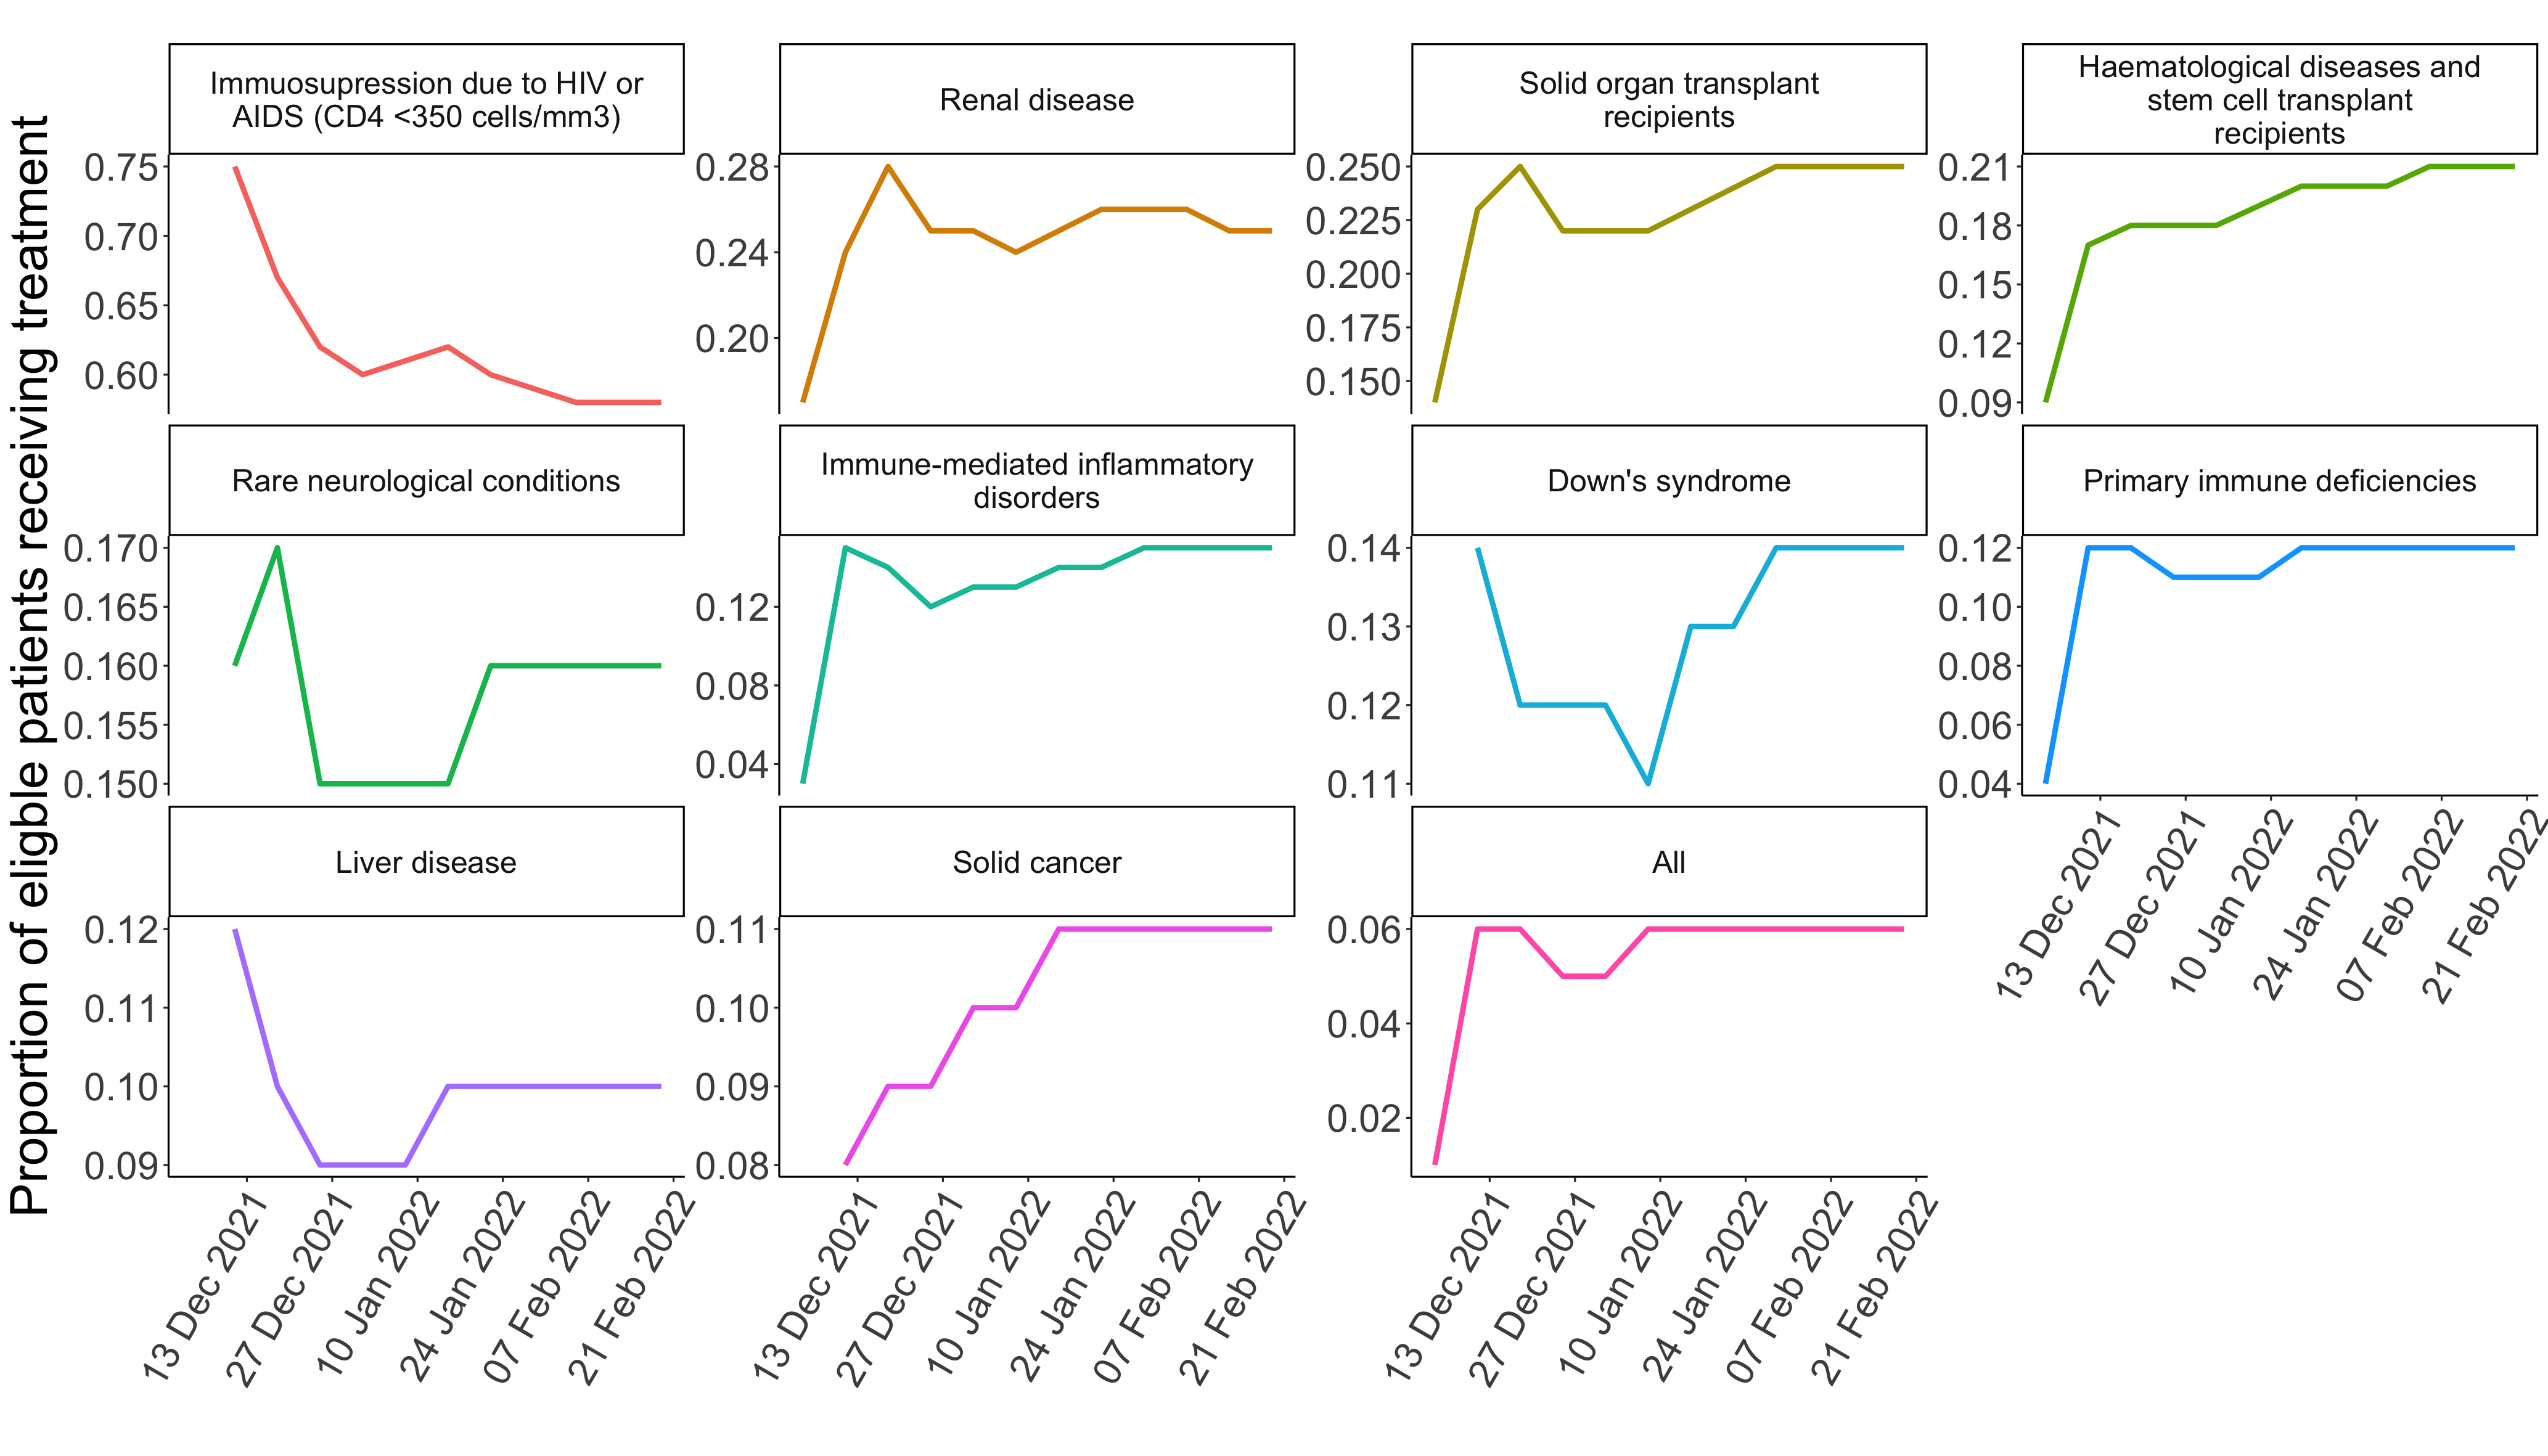 Proportion of eligble patients receiving treatment
Immuosupression due to HIV or
AIDS (CD4 <350 cells/mm3)
0.75
0.70
0.65
0.60
Renal disease
0.28
0.24
0.20
Solid organ transplant
recipients
0.250
0.225
0.200
0.175
0.150
Haematological diseases and
stem cell transplant
recipients
0.21
0.18
0.15
0.12
0.09
Rare neurological conditions
0.170
0.165
0.160
0.155
0.150
Immune-mediated inflammatory
disorders
0.12
0.08
0.04
Down's syndrome
0.14
0.13
0.12
0.11
Primary immune deficiencies
0.12
0.10
0.08
0.06
0.04
13 Dec 2021
27 Dec 2021
10 Jan 2022
24 Jan 2022
07 Feb 2022
21 Feb 2022
Liver disease
0.12
0.11
0.10
0.09
13 Dec 2021
27 Dec 2021
10 Jan 2022
24 Jan 2022
07 Feb 2022
21 Feb 2022
Solid cancer
0.11
0.10
0.09
0.08
13 Dec 2021
27 Dec 2021
10 Jan 2022
24 Jan 2022
07 Feb 2022
21 Feb 2022
All
0.06
0.04
0.02
13 Dec 2021
27 Dec 2021
10 Jan 2022
24 Jan 2022
07 Feb 2022
21 Feb 2022